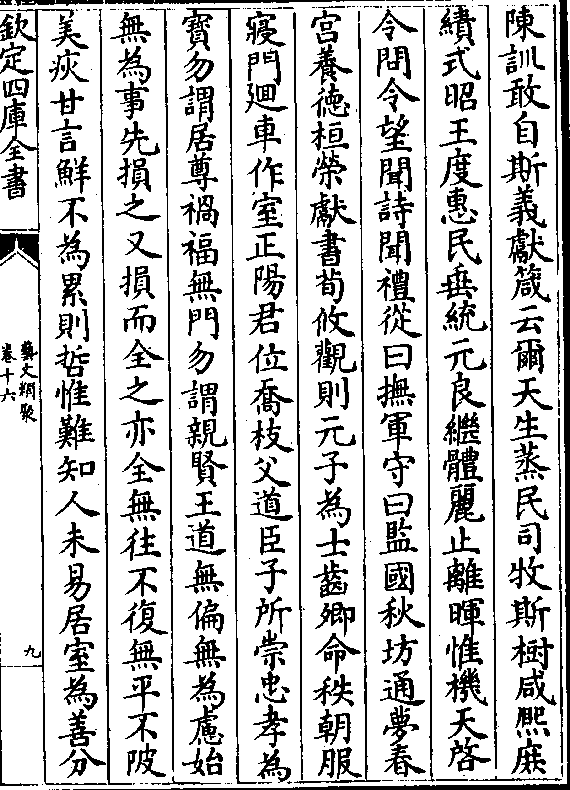 陳訓敢自斯義獻箴云爾天生蒸民司牧斯樹咸熈庶
績式昭王度惠民垂統元良繼體麗止離暉惟機天啓
令問令望聞詩聞禮從曰撫軍守曰監國秋坊通夢春
宮養徳桓榮獻書荀攸觀則元子為士齒卿命秩朝服
寢門廻車作室正陽君位喬枝父道臣子所崇忠孝為
寳勿謂居尊禍福無門勿謂親賢王道無偏無為慮始
無為事先損之又損而全之亦全無往不復無平不陂
美疢甘言鮮不為累則哲惟難知人未易居室為善分
欽定四庫全書
藝文類聚
卷十六
九